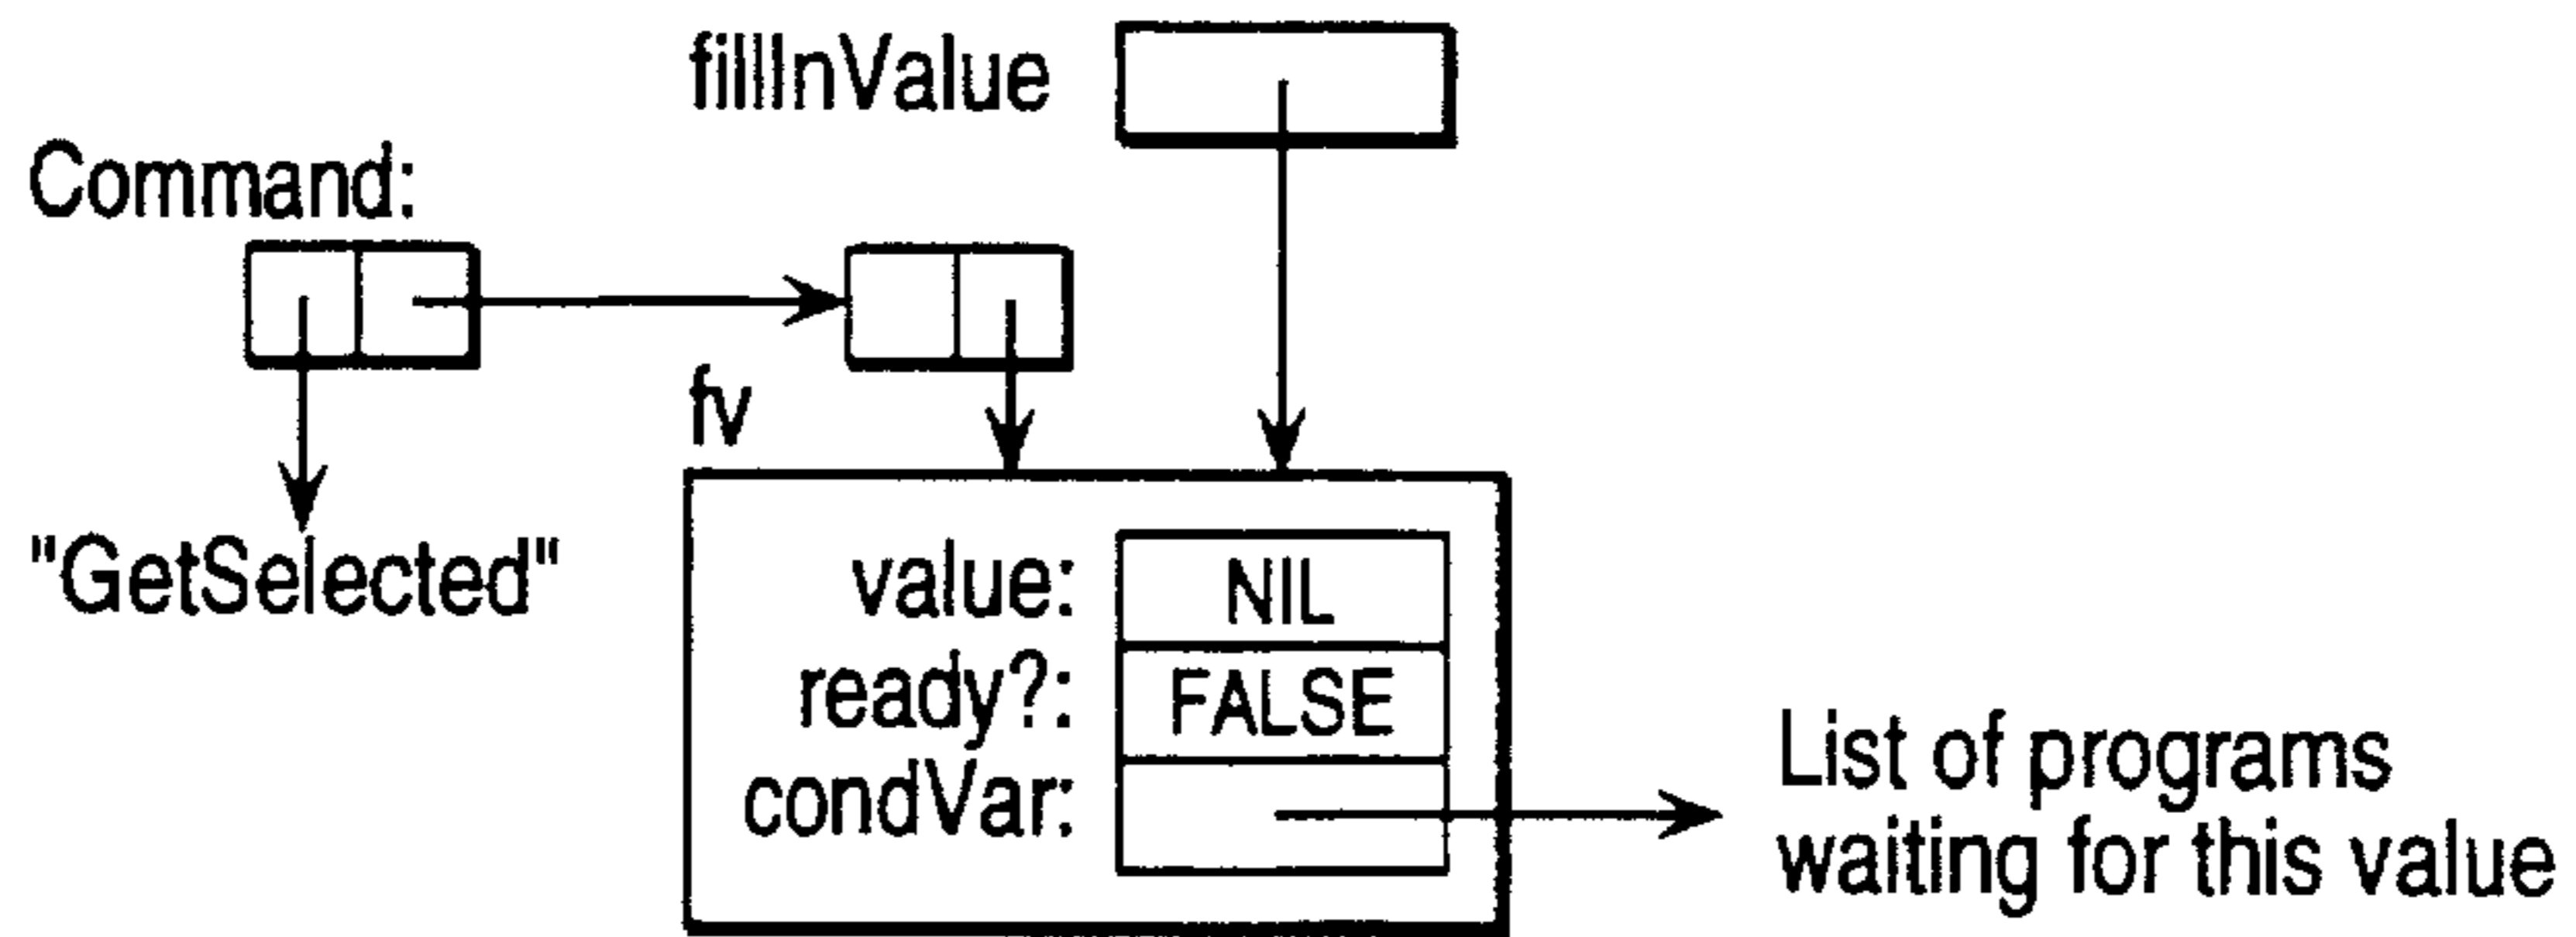 fillInValue
Command:
fv
"GetSelected"
value: NIL
ready?: FALSE
condVar:
List of programs
waiting for this value